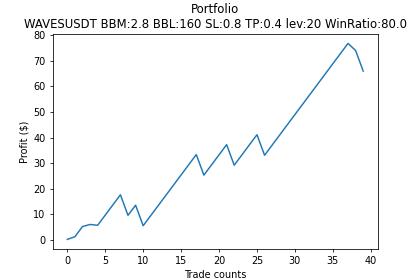 Portfolio
WAVESUSDT BBM:2.8 BBL:160 SL:0.8 TP:0.4 lev:20 WinRatio:80.0
80
70
60
50
40
30
20
10
0
Profit ($)
0 5 10 15 20 25 30 35 40
Trade counts